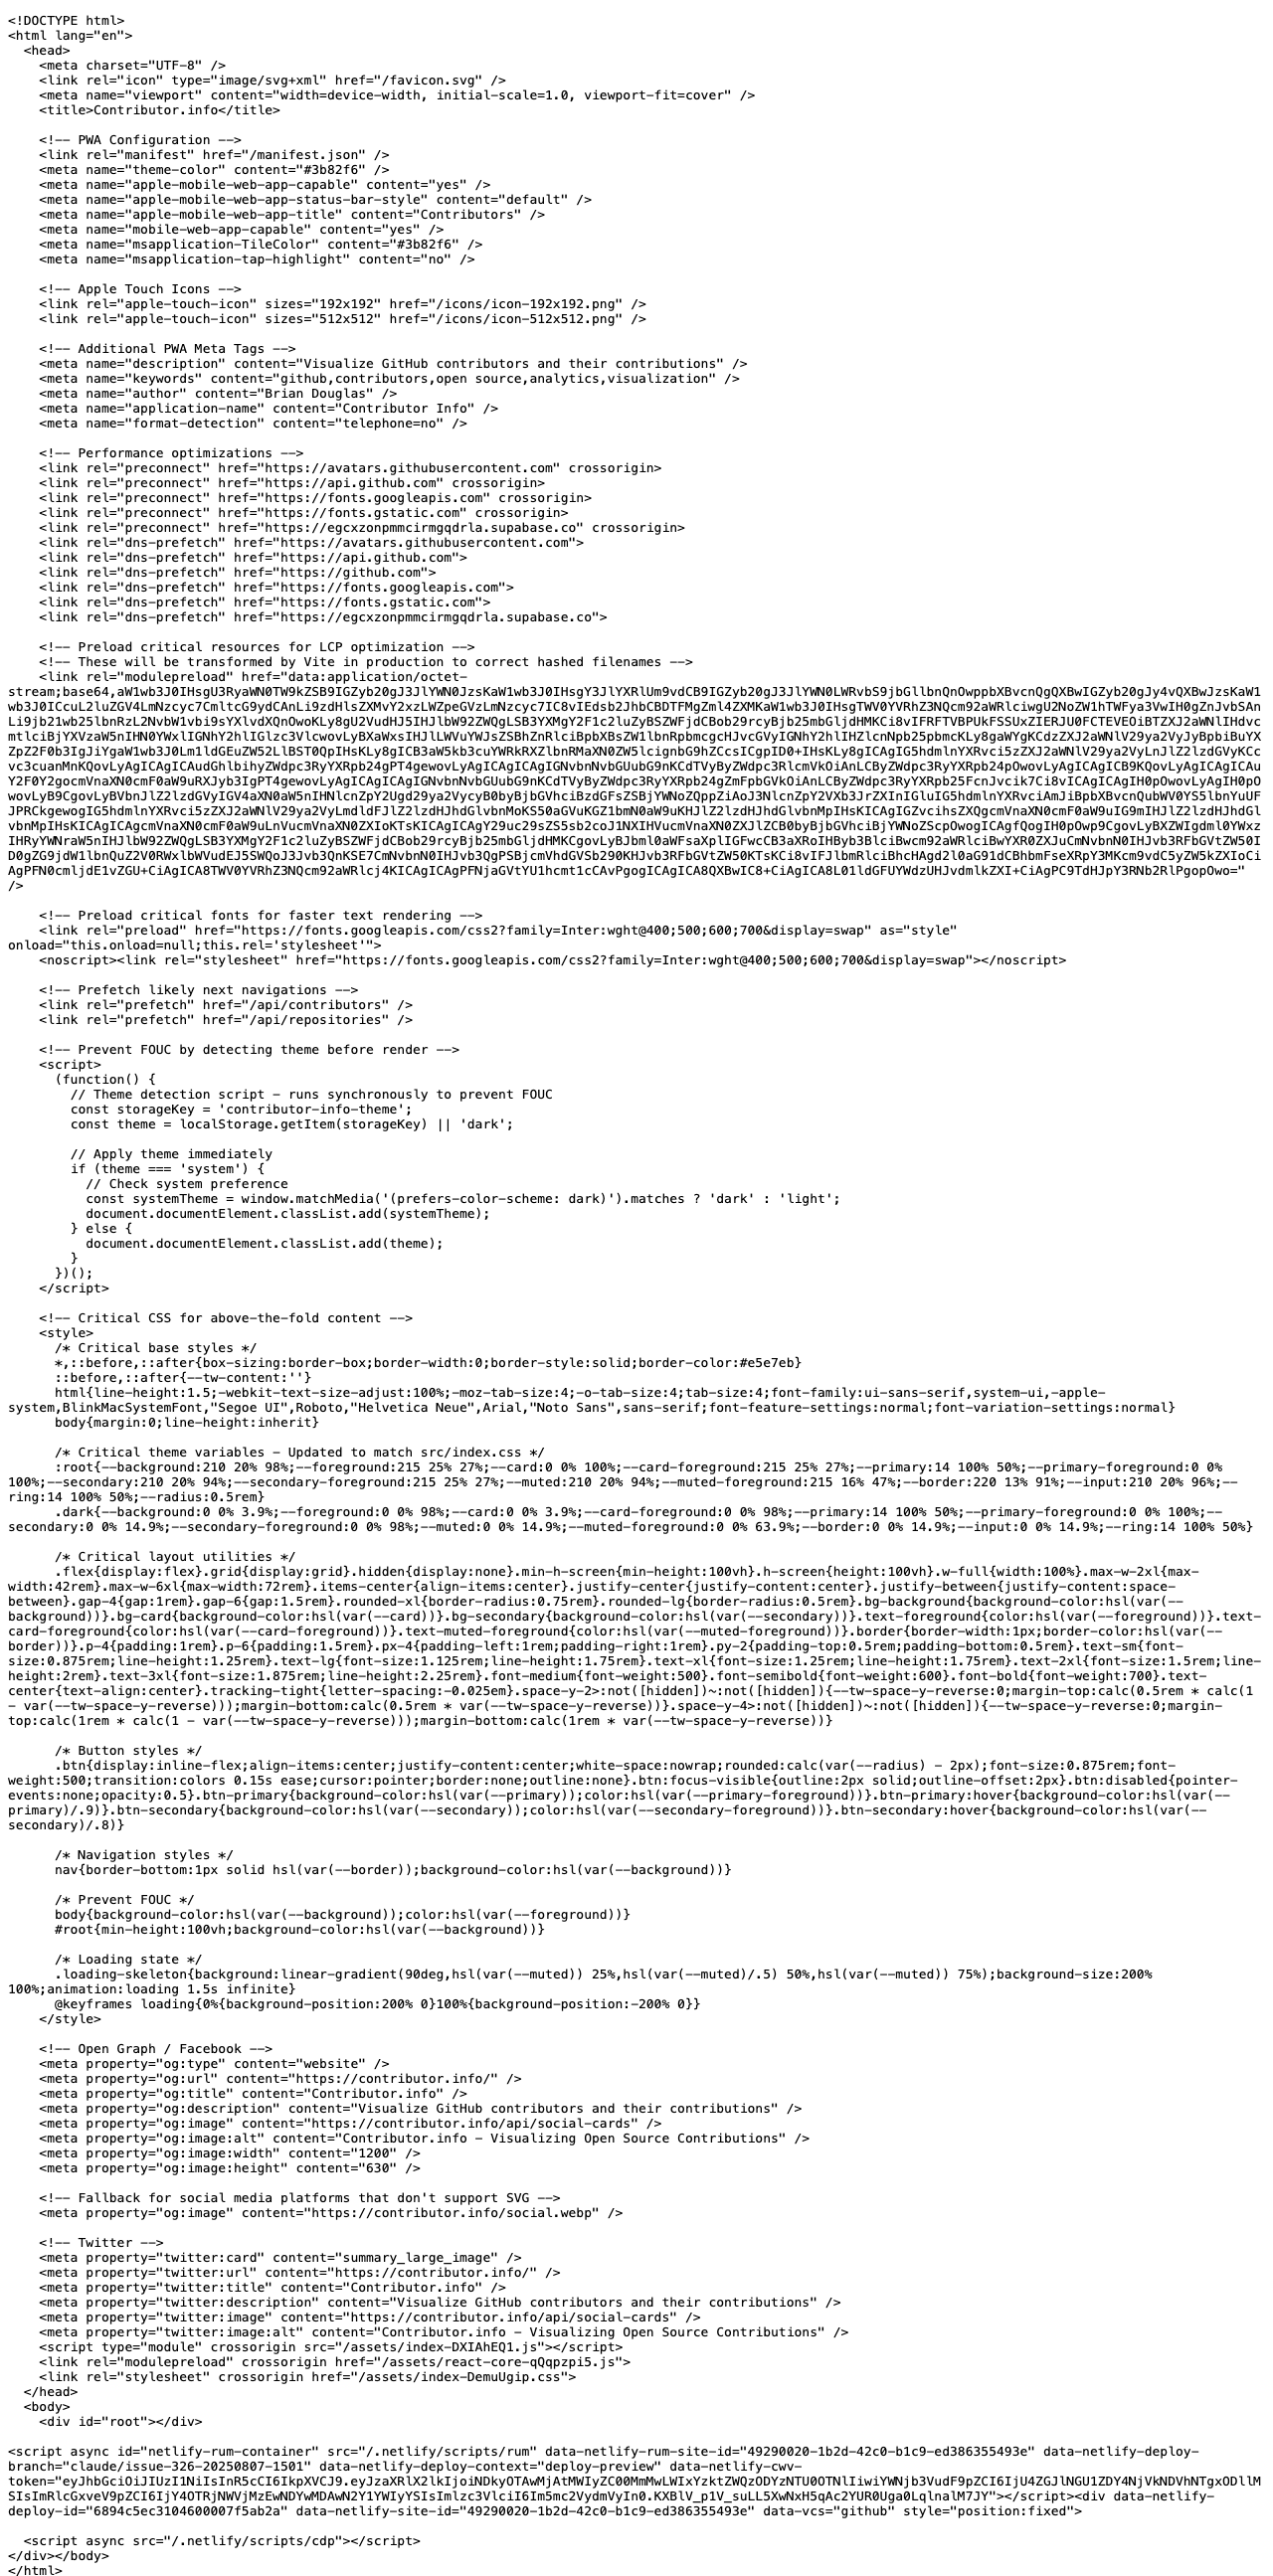 <!DOCTYPE html>
<html lang="en">
  <head>
    <meta charset="UTF-8" />
    <link rel="icon" type="image/svg+xml" href="/favicon.svg" />
    <meta name="viewport" content="width=device-width, initial-scale=1.0, viewport-fit=cover" />
    <title>Contributor.info</title>

    <!-- PWA Configuration -->
    <link rel="manifest" href="/manifest.json" />
    <meta name="theme-color" content="#3b82f6" />
    <meta name="apple-mobile-web-app-capable" content="yes" />
    <meta name="apple-mobile-web-app-status-bar-style" content="default" />
    <meta name="apple-mobile-web-app-title" content="Contributors" />
    <meta name="mobile-web-app-capable" content="yes" />
    <meta name="msapplication-TileColor" content="#3b82f6" />
    <meta name="msapplication-tap-highlight" content="no" />

    <!-- Apple Touch Icons -->
    <link rel="apple-touch-icon" sizes="192x192" href="/icons/icon-192x192.png" />
    <link rel="apple-touch-icon" sizes="512x512" href="/icons/icon-512x512.png" />

    <!-- Additional PWA Meta Tags -->
    <meta name="description" content="Visualize GitHub contributors and their contributions" />
    <meta name="keywords" content="github,contributors,open source,analytics,visualization" />
    <meta name="author" content="Brian Douglas" />
    <meta name="application-name" content="Contributor Info" />
    <meta name="format-detection" content="telephone=no" />

    <!-- Performance optimizations -->
    <link rel="preconnect" href="https://avatars.githubusercontent.com" crossorigin>
    <link rel="preconnect" href="https://api.github.com" crossorigin>
    <link rel="preconnect" href="https://fonts.googleapis.com" crossorigin>
    <link rel="preconnect" href="https://fonts.gstatic.com" crossorigin>
    <link rel="preconnect" href="https://egcxzonpmmcirmgqdrla.supabase.co" crossorigin>
    <link rel="dns-prefetch" href="https://avatars.githubusercontent.com">
    <link rel="dns-prefetch" href="https://api.github.com">
    <link rel="dns-prefetch" href="https://github.com">
    <link rel="dns-prefetch" href="https://fonts.googleapis.com">
    <link rel="dns-prefetch" href="https://fonts.gstatic.com">
    <link rel="dns-prefetch" href="https://egcxzonpmmcirmgqdrla.supabase.co">

    <!-- Preload critical resources for LCP optimization -->
    <!-- These will be transformed by Vite in production to correct hashed filenames -->
    <link rel="modulepreload" href="data:application/octet-
/>

    <!-- Preload critical fonts for faster text rendering -->
    <link rel="preload" href="https://fonts.googleapis.com/css2?family=Inter:wght@400;500;600;700&display=swap" as="style"
onload="this.onload=null;this.rel='stylesheet'">
    <noscript><link rel="stylesheet" href="https://fonts.googleapis.com/css2?family=Inter:wght@400;500;600;700&display=swap"></noscript>

    <!-- Prefetch likely next navigations -->
    <link rel="prefetch" href="/api/contributors" />
    <link rel="prefetch" href="/api/repositories" />

    <!-- Prevent FOUC by detecting theme before render -->
    <script>
      (function() {
        // Theme detection script - runs synchronously to prevent FOUC
        const storageKey = 'contributor-info-theme';
        const theme = localStorage.getItem(storageKey) || 'dark';

        // Apply theme immediately
        if (theme === 'system') {
          // Check system preference
          const systemTheme = window.matchMedia('(prefers-color-scheme: dark)').matches ? 'dark' : 'light';
          document.documentElement.classList.add(systemTheme);
        } else {
          document.documentElement.classList.add(theme);
        }
      })();
    </script>

    <!-- Critical CSS for above-the-fold content -->
    <style>
      /* Critical base styles */
      *,::before,::after{box-sizing:border-box;border-width:0;border-style:solid;border-color:#e5e7eb}
      ::before,::after{--tw-content:''}
      html{line-height:1.5;-webkit-text-size-adjust:100%;-moz-tab-size:4;-o-tab-size:4;tab-size:4;font-family:ui-sans-serif,system-ui,-apple-
system,BlinkMacSystemFont,"Segoe UI",Roboto,"Helvetica Neue",Arial,"Noto Sans",sans-serif;font-feature-settings:normal;font-variation-settings:normal}
      body{margin:0;line-height:inherit}

      /* Critical theme variables - Updated to match src/index.css */
      :root{--background:210 20% 98%;--foreground:215 25% 27%;--card:0 0% 100%;--card-foreground:215 25% 27%;--primary:14 100% 50%;--primary-foreground:0 0%
100%;--secondary:210 20% 94%;--secondary-foreground:215 25% 27%;--muted:210 20% 94%;--muted-foreground:215 16% 47%;--border:220 13% 91%;--input:210 20% 96%;--
ring:14 100% 50%;--radius:0.5rem}
      .dark{--background:0 0% 3.9%;--foreground:0 0% 98%;--card:0 0% 3.9%;--card-foreground:0 0% 98%;--primary:14 100% 50%;--primary-foreground:0 0% 100%;--
secondary:0 0% 14.9%;--secondary-foreground:0 0% 98%;--muted:0 0% 14.9%;--muted-foreground:0 0% 63.9%;--border:0 0% 14.9%;--input:0 0% 14.9%;--ring:14 100% 50%}

      /* Critical layout utilities */
      .flex{display:flex}.grid{display:grid}.hidden{display:none}.min-h-screen{min-height:100vh}.h-screen{height:100vh}.w-full{width:100%}.max-w-2xl{max-
width:42rem}.max-w-6xl{max-width:72rem}.items-center{align-items:center}.justify-center{justify-content:center}.justify-between{justify-content:space-
between}.gap-4{gap:1rem}.gap-6{gap:1.5rem}.rounded-xl{border-radius:0.75rem}.rounded-lg{border-radius:0.5rem}.bg-background{background-color:hsl(var(--
background))}.bg-card{background-color:hsl(var(--card))}.bg-secondary{background-color:hsl(var(--secondary))}.text-foreground{color:hsl(var(--foreground))}.text-
card-foreground{color:hsl(var(--card-foreground))}.text-muted-foreground{color:hsl(var(--muted-foreground))}.border{border-width:1px;border-color:hsl(var(--
border))}.p-4{padding:1rem}.p-6{padding:1.5rem}.px-4{padding-left:1rem;padding-right:1rem}.py-2{padding-top:0.5rem;padding-bottom:0.5rem}.text-sm{font-
size:0.875rem;line-height:1.25rem}.text-lg{font-size:1.125rem;line-height:1.75rem}.text-xl{font-size:1.25rem;line-height:1.75rem}.text-2xl{font-size:1.5rem;line-
height:2rem}.text-3xl{font-size:1.875rem;line-height:2.25rem}.font-medium{font-weight:500}.font-semibold{font-weight:600}.font-bold{font-weight:700}.text-
center{text-align:center}.tracking-tight{letter-spacing:-0.025em}.space-y-2>:not([hidden])~:not([hidden]){--tw-space-y-reverse:0;margin-top:calc(0.5rem * calc(1
- var(--tw-space-y-reverse)));margin-bottom:calc(0.5rem * var(--tw-space-y-reverse))}.space-y-4>:not([hidden])~:not([hidden]){--tw-space-y-reverse:0;margin-
top:calc(1rem * calc(1 - var(--tw-space-y-reverse)));margin-bottom:calc(1rem * var(--tw-space-y-reverse))}

      /* Button styles */
      .btn{display:inline-flex;align-items:center;justify-content:center;white-space:nowrap;rounded:calc(var(--radius) - 2px);font-size:0.875rem;font-
weight:500;transition:colors 0.15s ease;cursor:pointer;border:none;outline:none}.btn:focus-visible{outline:2px solid;outline-offset:2px}.btn:disabled{pointer-
events:none;opacity:0.5}.btn-primary{background-color:hsl(var(--primary));color:hsl(var(--primary-foreground))}.btn-primary:hover{background-color:hsl(var(--
primary)/.9)}.btn-secondary{background-color:hsl(var(--secondary));color:hsl(var(--secondary-foreground))}.btn-secondary:hover{background-color:hsl(var(--
secondary)/.8)}

      /* Navigation styles */
      nav{border-bottom:1px solid hsl(var(--border));background-color:hsl(var(--background))}

      /* Prevent FOUC */
      body{background-color:hsl(var(--background));color:hsl(var(--foreground))}
      #root{min-height:100vh;background-color:hsl(var(--background))}

      /* Loading state */
      .loading-skeleton{background:linear-gradient(90deg,hsl(var(--muted)) 25%,hsl(var(--muted)/.5) 50%,hsl(var(--muted)) 75%);background-size:200%
100%;animation:loading 1.5s infinite}
      @keyframes loading{0%{background-position:200% 0}100%{background-position:-200% 0}}
    </style>

    <!-- Open Graph / Facebook -->
    <meta property="og:type" content="website" />
    <meta property="og:url" content="https://contributor.info/" />
    <meta property="og:title" content="Contributor.info" />
    <meta property="og:description" content="Visualize GitHub contributors and their contributions" />
    <meta property="og:image" content="https://contributor.info/api/social-cards" />
    <meta property="og:image:alt" content="Contributor.info - Visualizing Open Source Contributions" />
    <meta property="og:image:width" content="1200" />
    <meta property="og:image:height" content="630" />

    <!-- Fallback for social media platforms that don't support SVG -->
    <meta property="og:image" content="https://contributor.info/social.webp" />

    <!-- Twitter -->
    <meta property="twitter:card" content="summary_large_image" />
    <meta property="twitter:url" content="https://contributor.info/" />
    <meta property="twitter:title" content="Contributor.info" />
    <meta property="twitter:description" content="Visualize GitHub contributors and their contributions" />
    <meta property="twitter:image" content="https://contributor.info/api/social-cards" />
    <meta property="twitter:image:alt" content="Contributor.info - Visualizing Open Source Contributions" />
    <script type="module" crossorigin src="/assets/index-DXIAhEQ1.js"></script>
    <link rel="modulepreload" crossorigin href="/assets/react-core-qQqpzpi5.js">
    <link rel="stylesheet" crossorigin href="/assets/index-DemuUgip.css">
  </head>
  <body>
    <div id="root"></div>

<script async id="netlify-rum-container" src="/.netlify/scripts/rum" data-netlify-rum-site-id="49290020-1b2d-42c0-b1c9-ed386355493e" data-netlify-deploy-
branch="claude/issue-326-20250807-1501" data-netlify-deploy-context="deploy-preview" data-netlify-cwv-
></script><div data-netlify-
deploy-id="6894c5ec3104600007f5ab2a" data-netlify-site-id="49290020-1b2d-42c0-b1c9-ed386355493e" data-vcs="github" style="position:fixed">

  <script async src="/.netlify/scripts/cdp"></script>
</div></body>
</html>